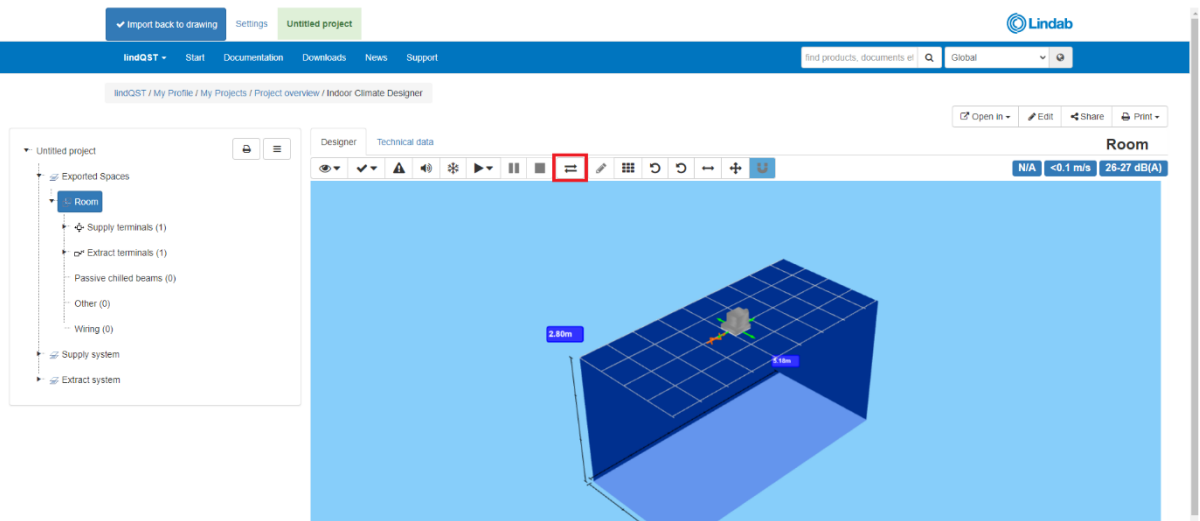 Import back to drawing Settings Untitled project Lindab
lindQST Start Documentation Downloads News Support find products, documents et Global
lindQST / My Profile / My Projects / Project overview / Indoor Climate Designer
Open in Edit Share Print
Untitled project
Exported Spaces
Room
Supply terminals (1)
Extract terminals (1)
Passive chilled beams (0)
Other (0)
Wiring (0)
Supply system
Extract system
Designer Technical data
Room
N/A <0.1 m/s 26-27 dB(A)
2.80m
3.18m